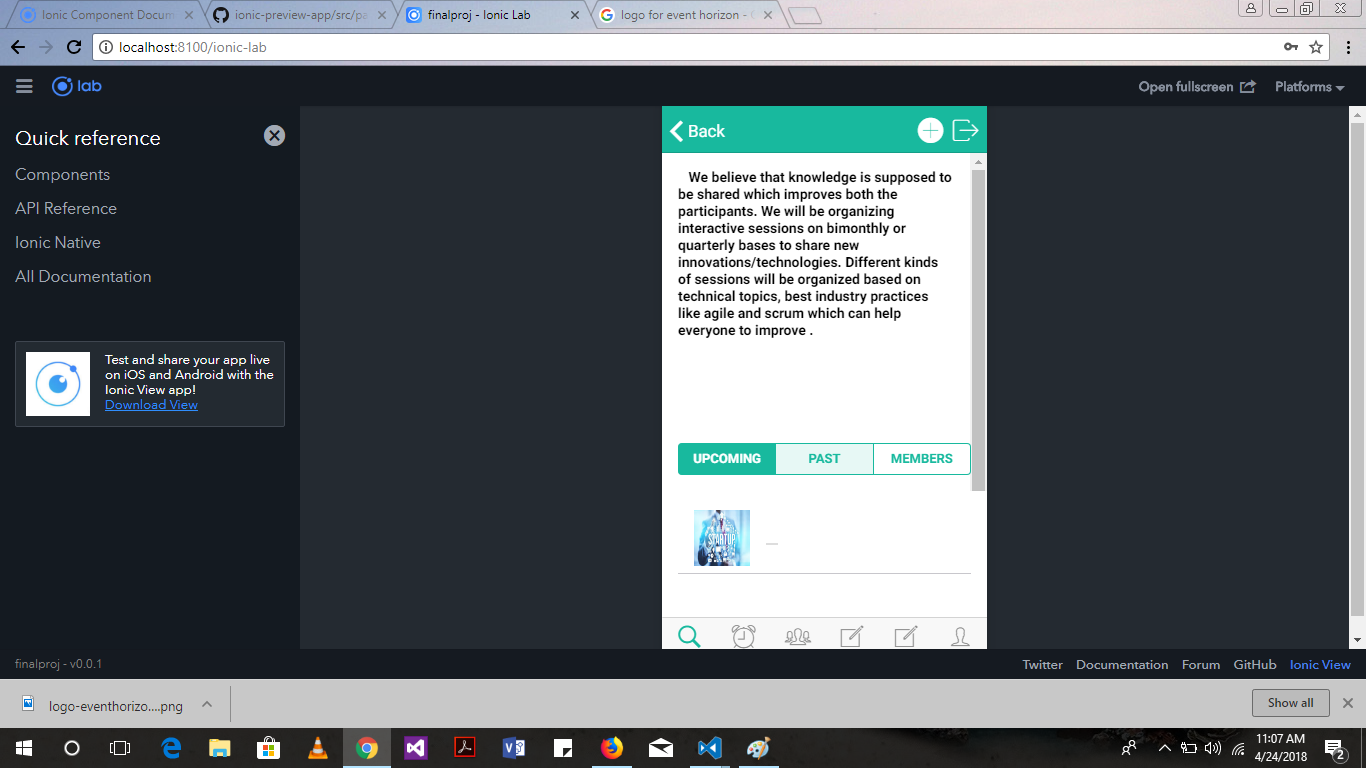 Ionic Component Docum
ionic-preview-app/src/pa
finalproj - Ionic Lab
logo for event horizon -
localhost:8100/ionic-lab
lab
Open fullscreen
Platforms
Quick reference
Components
API Reference
Ionic Native
All Documentation
Test and share your app live
on iOS and Android with the
Ionic View app!
Download View
Back
We believe that knowledge is supposed to
be shared which improves both the
participants. We will be organizing
interactive sessions on bimonthly or
quarterly bases to share new
innovations/technologies. Different kinds
of sessions will be organized based on
technical topics, best industry practices
like agile and scrum which can help
everyone to improve .
UPCOMING
PAST
MEMBERS
STARTUP
finalproj - v0.0.1
Twitter
Documentation
Forum
GitHub
Ionic View
logo-eventhorizo....png
Show all
11:07 AM
4/24/2018
2